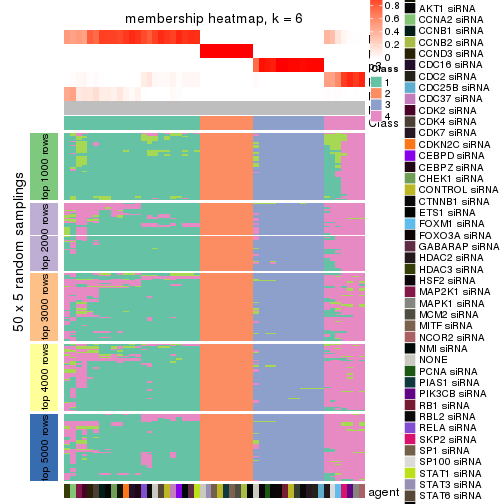 membership heatmap, k = 6
50 x 5 random samplings
top 1000 rows
top 2000 rows
top 3000 rows
top 4000 rows
top 5000 rows
0.8
0.6
0.4
0.2
0
Class
1
2
3
4
Class
agent
AKT1 siRNA
CCNA2 siRNA
CCNB1 siRNA
CCNB2 siRNA
CCND3 siRNA
CDC16 siRNA
CDC2 siRNA
CDC25B siRNA
CDC37 siRNA
CDK2 siRNA
CDK4 siRNA
CDK7 siRNA
CDKN2C siRNA
CEBPD siRNA
CEBPZ siRNA
CHEK1 siRNA
CONTROL siRNA
CTNNB1 siRNA
ETS1 siRNA
FOXM1 siRNA
FOXO3A siRNA
GABARAP siRNA
HDAC2 siRNA
HDAC3 siRNA
HSF2 siRNA
MAP2K1 siRNA
MAPK1 siRNA
MCM2 siRNA
MITF siRNA
NCOR2 siRNA
NMI siRNA
NONE
PCNA siRNA
PIAS1 siRNA
PIK3CB siRNA
RB1 siRNA
RBL2 siRNA
RELA siRNA
SKP2 siRNA
SP1 siRNA
SP100 siRNA
STAT1 siRNA
STAT3 siRNA
STAT6 siRNA